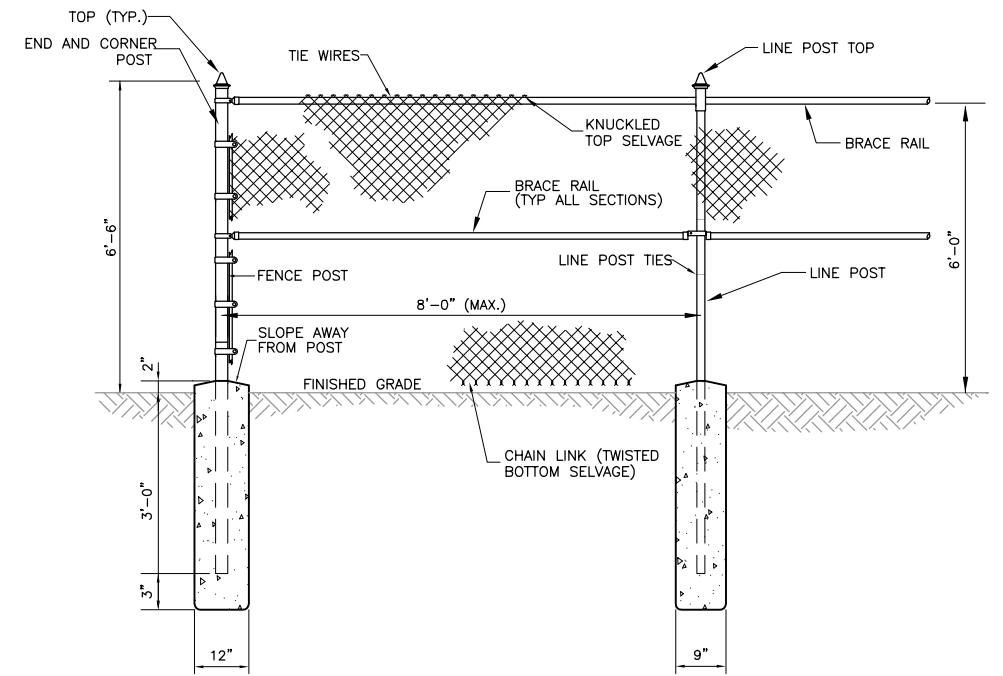 TOP (TYP.)
END AND CORNER
POST
TIE WIRES
LINE POST TOP
KNUCKLED
TOP SELVAGE
BRACE RAIL
BRACE RAIL
(TYP ALL SECTIONS)
6'-6"
6'-0"
LINE POST TIES
FENCE POST
LINE POST
8'-0" (MAX.)
SLOPE AWAY
FROM POST
2"
FINISHED GRADE
CHAIN LINK (TWISTED
BOTTOM SELVAGE)
3'-0"
3"
12"
9"